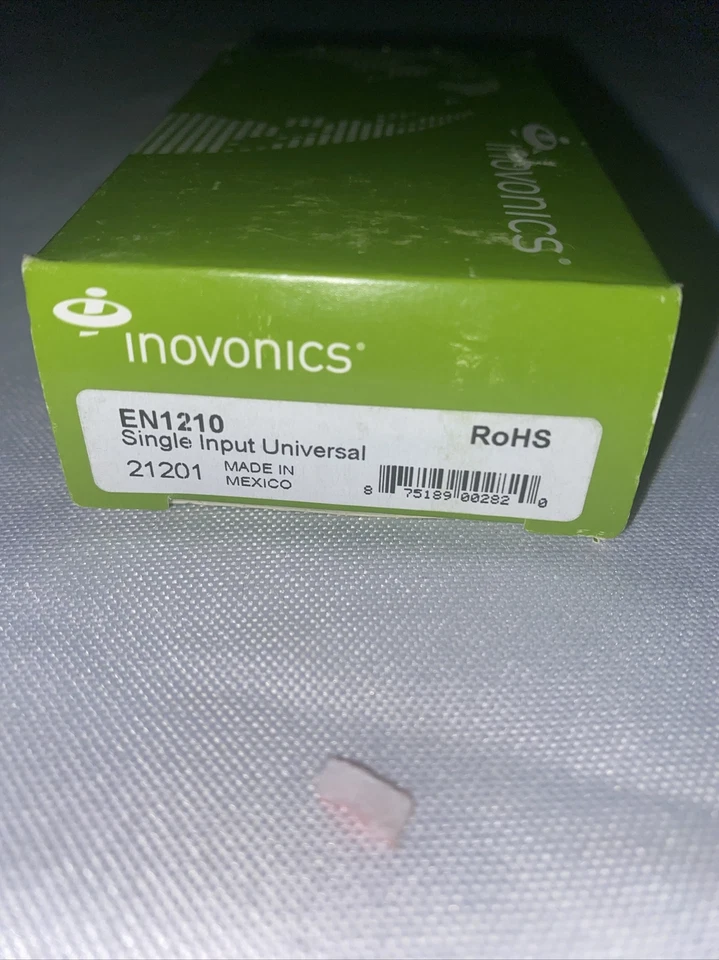 inovonics
inovonics
EN1210
RoHS
Single Input Universal
21201
MADE IN
MEXICO
8 75189 00282 0